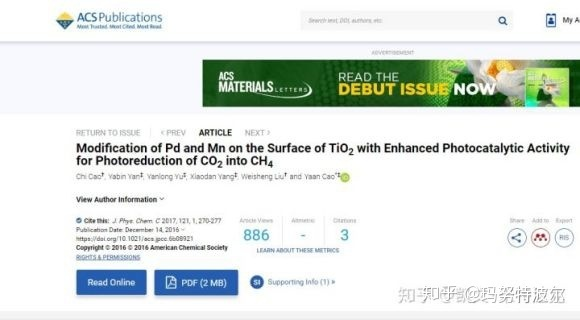 ACS Publications
Most Trusted. Most Cited. Most Read.
Search text, DOI, authors, etc.
My A
ADVERTISEMENT
ACS
MATERIALS LETTERS
READ THE
DEBUT ISSUE NOW
RETURN TO ISSUE < PREV ARTICLE NEXT >
Modification of Pd and Mn on the Surface of TiO2 with Enhanced Photocatalytic Activity
for Photoreduction of CO2 into CH4
Chi Cao†, Yabin Yan‡, Yanlong Yu‡, Xiaodan Yang‡, Weisheng Liu† and Yaan Cao*‡
View Author Information
Cite this: J. Phys. Chem. C 2017, 121, 1, 270-277
Publication Date: December 14, 2016
https://doi.org/10.1021/acs.jpcc.6b08921
Copyright © 2016 © 2016 American Chemical Society
RIGHTS & PERMISSIONS
Article Views
886
Altmetric
-
Citations
3
LEARN ABOUT THESE METRICS
Share
Add to
Export
RIS
Read Online
PDF (2 MB)
SI
Supporting Info (1) »
知乎 @玛努特波尔